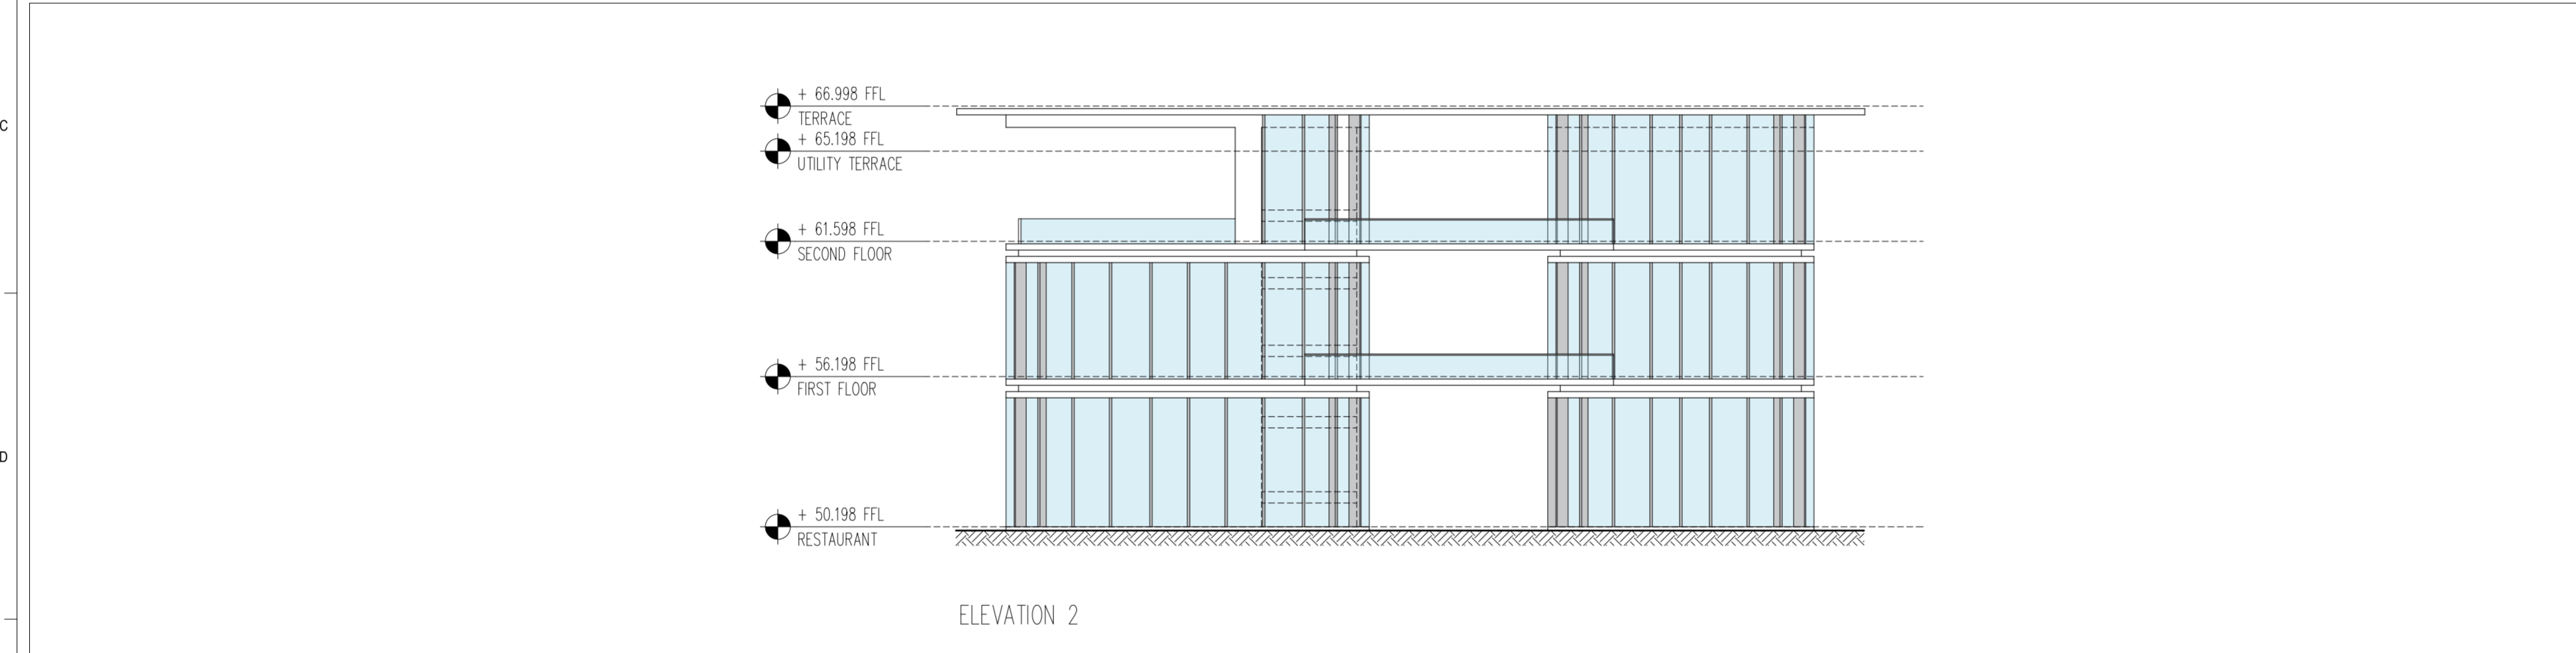 C
+ 66.998 FFL
TERRACE
+ 65.198 FFL
UTILITY TERRACE
+ 61.598 FFL
SECOND FLOOR
+ 56.198 FFL
FIRST FLOOR
D
+ 50.198 FFL
RESTAURANT
ELEVATION 2